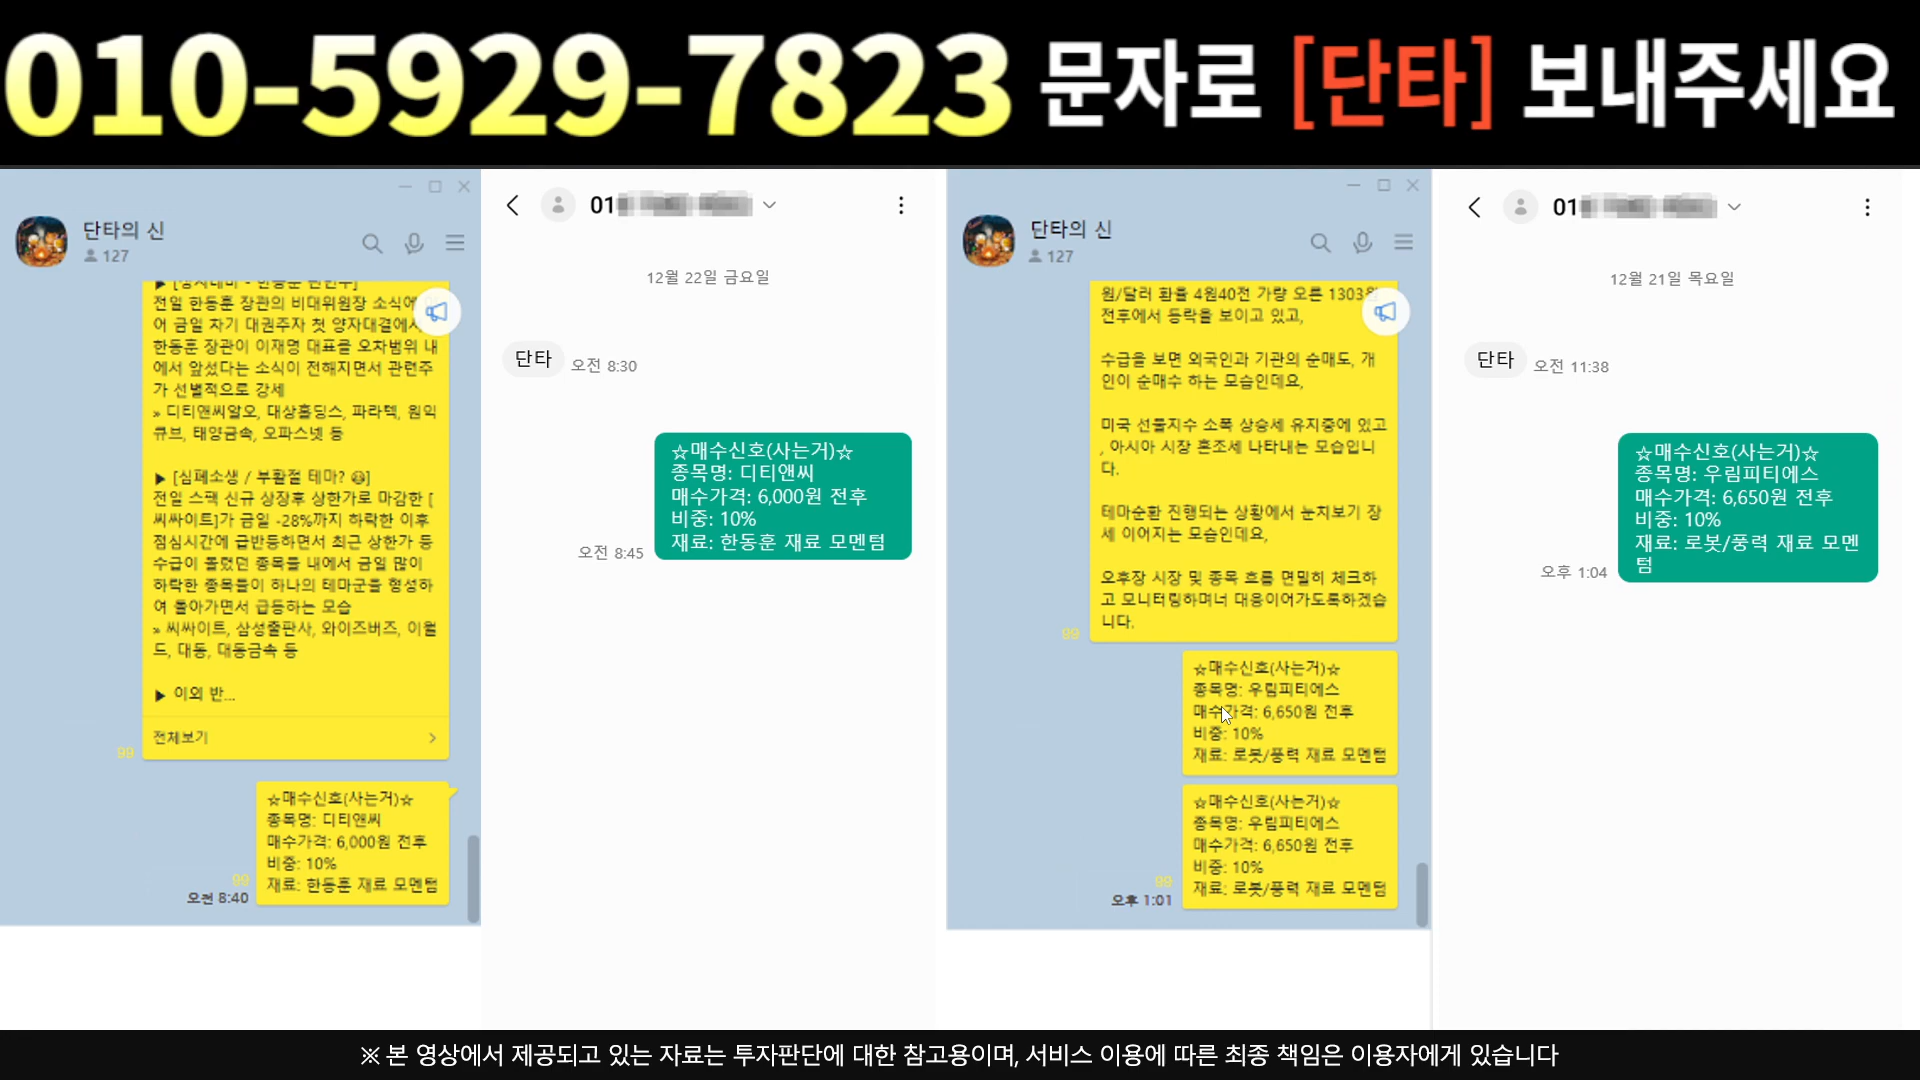 010-5929-7823 문자로 [단타] 보내주세요
단타의 신
127
전일 한동훈 장관의 비대위원장 소식에
어 금일 차기 대권주자 첫 양자대결에서
한동훈 장관이 이재명 대표를 오차범위 내
에서 앞섰다는 소식이 전해지면서 관련주
가 선별적으로 강세
» 디티앤씨알오, 대상홀딩스, 파라텍, 원익
큐브, 태양금속, 오파스넷 등
▶ [심폐소생 / 부활절 테마? 😂]
전일 스팩 신규 상장후 상한가로 마감한 [
씨싸이트]가 금일 -28%까지 하락한 이후
점심시간에 급반등하면서 최근 상한가 등
수급이 몰렸던 종목들 내에서 금일 많이
하락한 종목들이 하나의 테마군을 형성하
여 돌아가면서 급등하는 모습
» 씨싸이트, 삼성출판사, 와이즈버즈, 이월
드, 대동, 대동금속 등
▶ 이외 반...
전체보기
99
☆매수신호(사는거)☆
종목명: 디티앤씨
매수가격: 6,000원 전후
비중: 10%
재료: 한동훈 재료 모멘텀
99
오전 8:40
01
12월 22일 금요일
단타
오전 8:30
☆매수신호(사는거)☆
종목명: 디티앤씨
매수가격: 6,000원 전후
비중: 10%
재료: 한동훈 재료 모멘텀
오전 8:45
단타의 신
127
원/달러 환율 4원40전 가량 오른 1303원
전후에서 등락을 보이고 있고,
수급을 보면 외국인과 기관의 순매도, 개
인이 순매수 하는 모습인데요,
미국 선물지수 소폭 상승세 유지중에 있고
, 아시아 시장 혼조세 나타내는 모습입니
다.
테마순환 진행되는 상황에서 눈치보기 장
세 이어지는 모습인데요,
오후장 시장 및 종목 흐름 면밀히 체크하
고 모니터링하며너 대응이어가도록하겠습
니다.
99
☆매수신호(사는거)☆
종목명: 우림피티에스
매수가격: 6,650원 전후
비중: 10%
재료: 로봇/풍력 재료 모멘텀
☆매수신호(사는거)☆
종목명: 우림피티에스
매수가격: 6,650원 전후
비중: 10%
재료: 로봇/풍력 재료 모멘텀
99
오후 1:01
01
12월 21일 목요일
단타
오전 11:38
☆매수신호(사는거)☆
종목명: 우림피티에스
매수가격: 6,650원 전후
비중: 10%
재료: 로봇/풍력 재료 모멘
텀
오후 1:04
※ 본 영상에서 제공되고 있는 자료는 투자판단에 대한 참고용이며, 서비스 이용에 따른 최종 책임은 이용자에게 있습니다